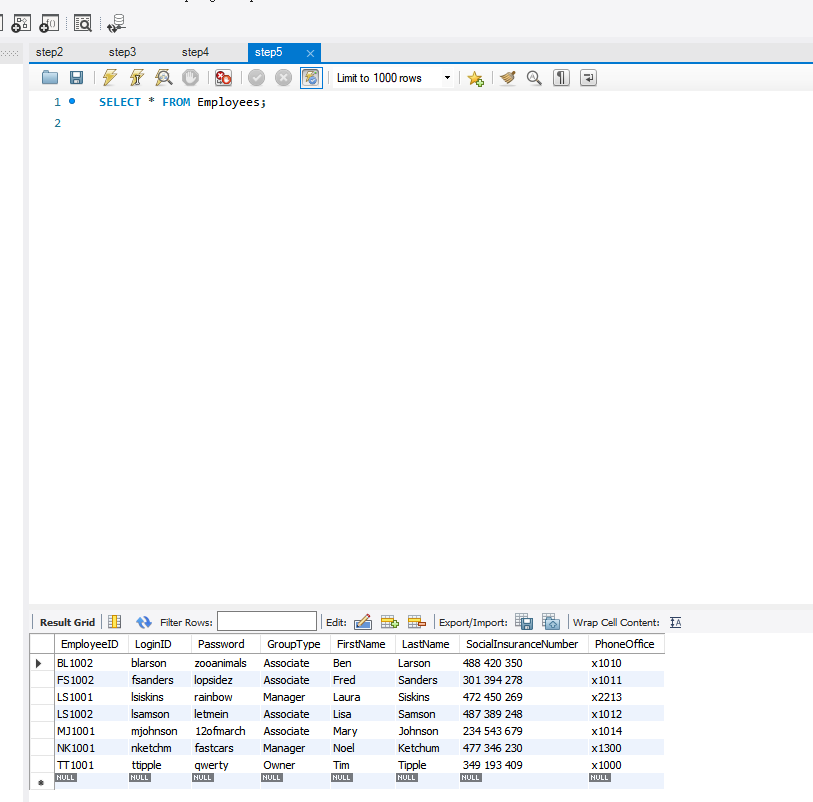 step2 step3 step4 step5
Limit to 1000 rows
1 SELECT * FROM Employees;
2
Result Grid Filter Rows: Edit: Export/Import: Wrap Cell Content:
EmployeeID LoginID Password GroupType FirstName LastName SocialInsuranceNumber PhoneOffice
BL1002 blarson zooanimals Associate Ben Larson 488 420 350 x1010
FS1002 fsanders lopsidez Associate Fred Sanders 301 394 278 x1011
LS1001 lsiskins rainbow Manager Laura Siskins 472 450 269 x2213
LS1002 lsamson letmein Associate Lisa Samson 487 389 248 x1012
MJ1001 mjohnson 12ofmarch Associate Mary Johnson 234 543 679 x1014
NK1001 nketchm fastcars Manager Noel Ketchum 477 346 230 x1300
TT1001 ttipple qwerty Owner Tim Tipple 349 193 409 x1000
NULL NULL NULL NULL NULL NULL NULL NULL